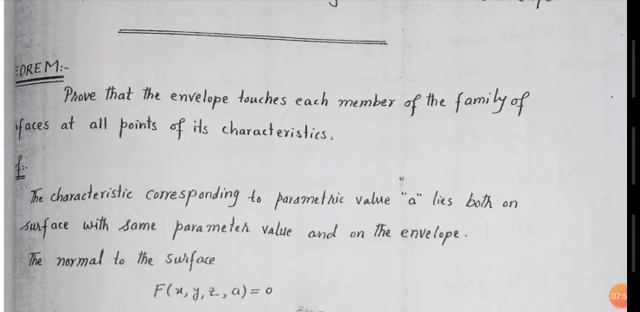 EOREM:-
Prove that the envelope touches each member of the family of
faces at all points of its characteristics.
f:-
The characteristic corresponding to parametric value "a" lies both on
surface with same parameter value and on the envelope.
The normal to the surface
F(x, y, z, a) = 0